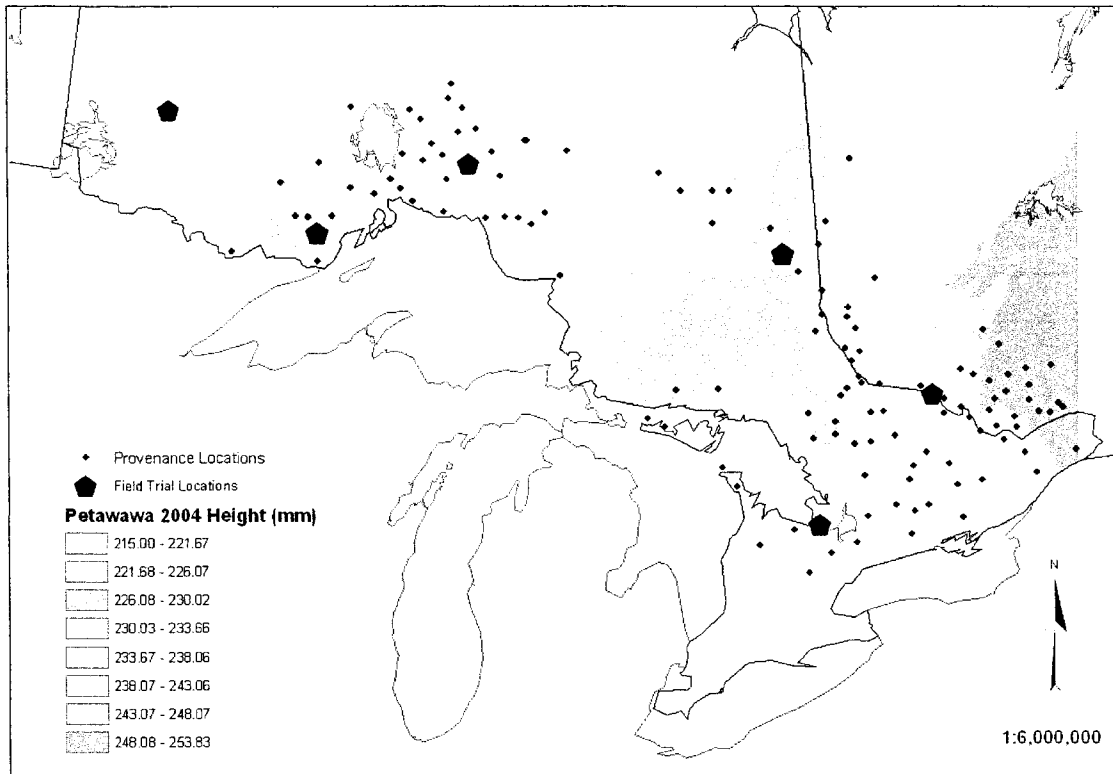 Provenance Locations
Field Trial Locations
Petawawa 2004 Height (mm)
215.00 - 221.67
221.68 - 226.07
226.08 - 230.02
230.03 - 233.66
233.67 - 238.06
238.07 - 243.06
243.07 - 248.07
248.08 - 253.83
N
1:6,000,000